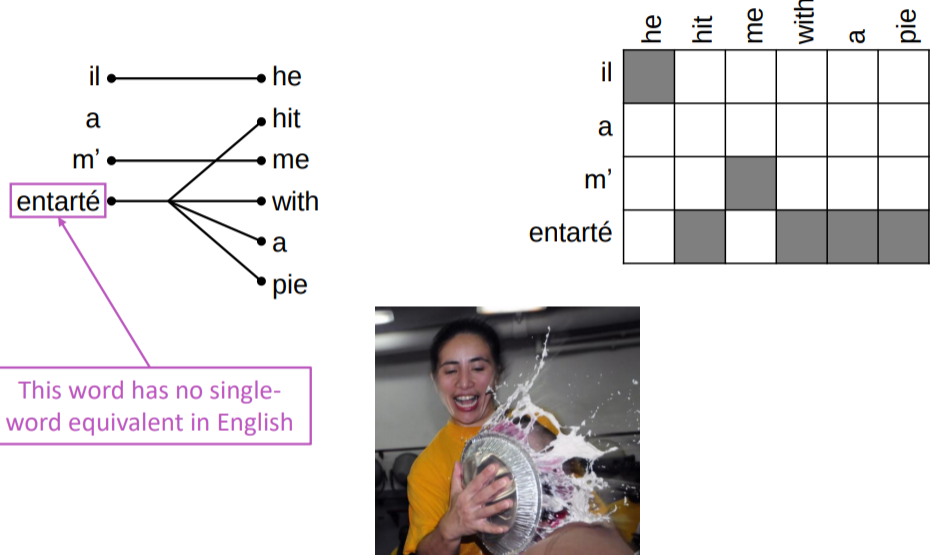 il he
a hit
m’ me
entarté with
a
pie
This word has no single-
word equivalent in English
he hit me with a pie
il
a
m’
entarté